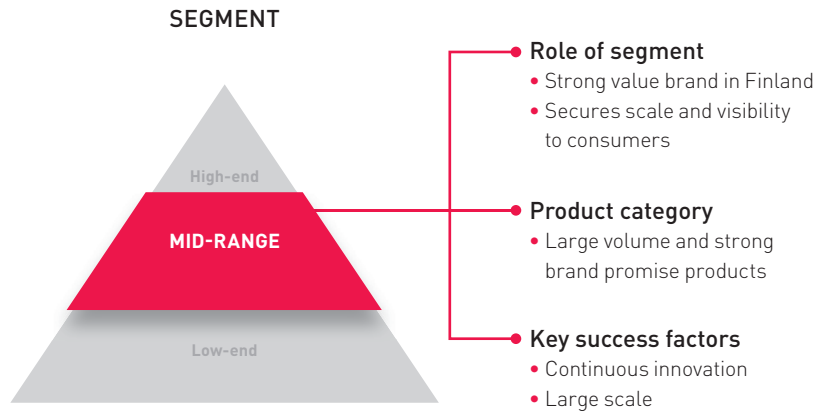 SEGMENT
High-end
MID-RANGE
Low-end
Role of segment
• Strong value brand in Finland
• Secures scale and visibility
to consumers
Product category
• Large volume and strong
brand promise products
Key success factors
• Continuous innovation
• Large scale